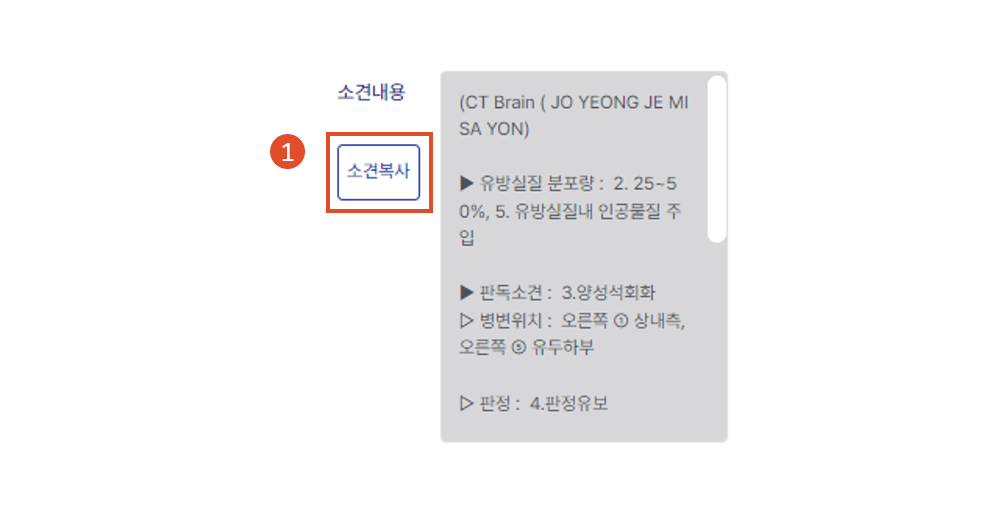 소견내용
1
소견복사
(CT Brain ( JO YEONG JE MI
SA YON)
▶ 유방실질 분포량 : 2. 25~5
0%, 5. 유방실질내 인공물질 주
입
▶ 판독소견 : 3.양성석회화
▷ 병변위치 : 오른쪽 ① 상내측,
오른쪽 ⑤ 유두하부
▷ 판정 : 4.판정유보